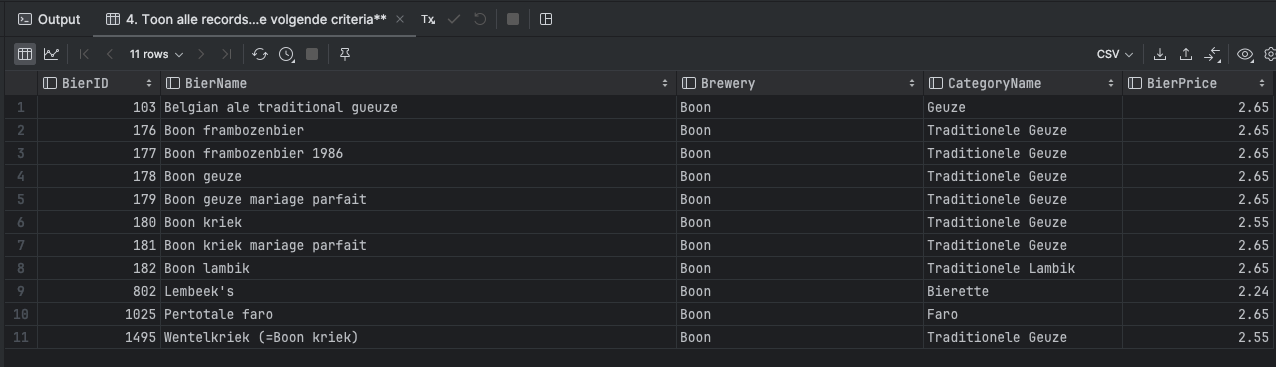 Output 4. Toon alle records...e volgende criteria** Tx
11 rows CSV
BierID BierName Brewery CategoryName BierPrice
1 103 Belgian ale traditional gueuze Boon Geuze 2.65
2 176 Boon frambozenbier Boon Traditionele Geuze 2.65
3 177 Boon frambozenbier 1986 Boon Traditionele Geuze 2.65
4 178 Boon geuze Boon Traditionele Geuze 2.65
5 179 Boon geuze mariage parfait Boon Traditionele Geuze 2.65
6 180 Boon kriek Boon Traditionele Geuze 2.55
7 181 Boon kriek mariage parfait Boon Traditionele Geuze 2.65
8 182 Boon lambik Boon Traditionele Lambik 2.65
9 802 Lembeek's Boon Bierette 2.24
10 1025 Pertotale faro Boon Faro 2.65
11 1495 Wentelkriek (=Boon kriek) Boon Traditionele Geuze 2.55